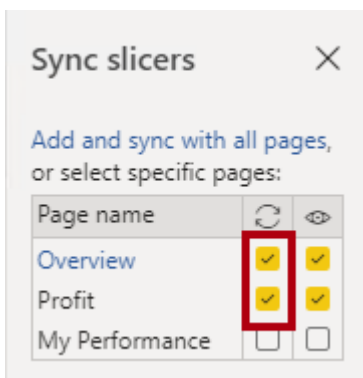 Sync slicers
Add and sync with all pages,
or select specific pages:
Page name
Overview
Profit
My Performance